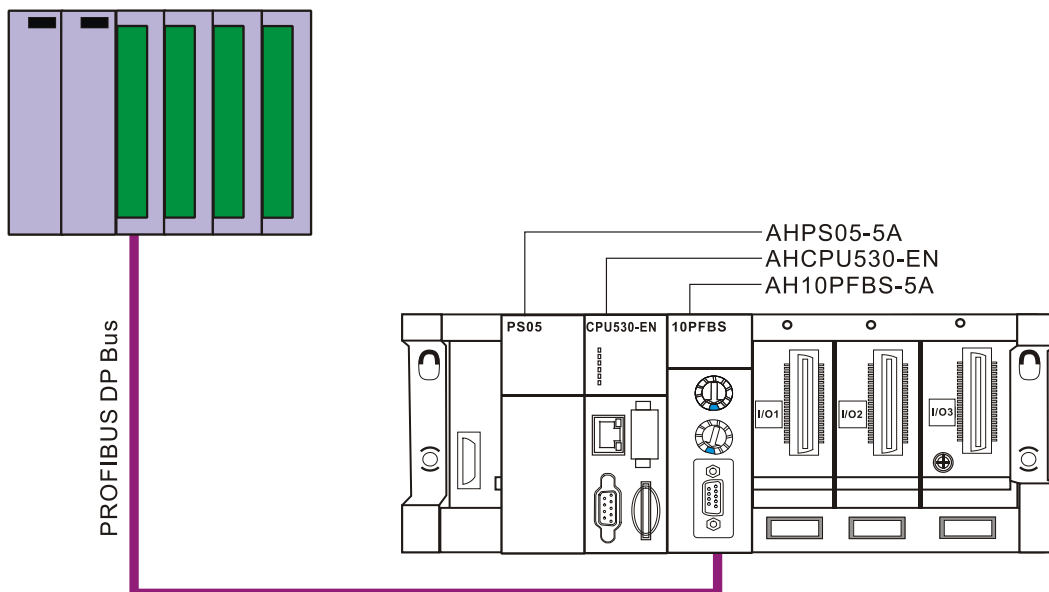 AHPS05-5A
AHCPU530-EN
AH10PFBS-5A
PROFIBUS DP Bus
PS05
CPU530-EN
10PFBS
I/O1
I/O2
I/O3